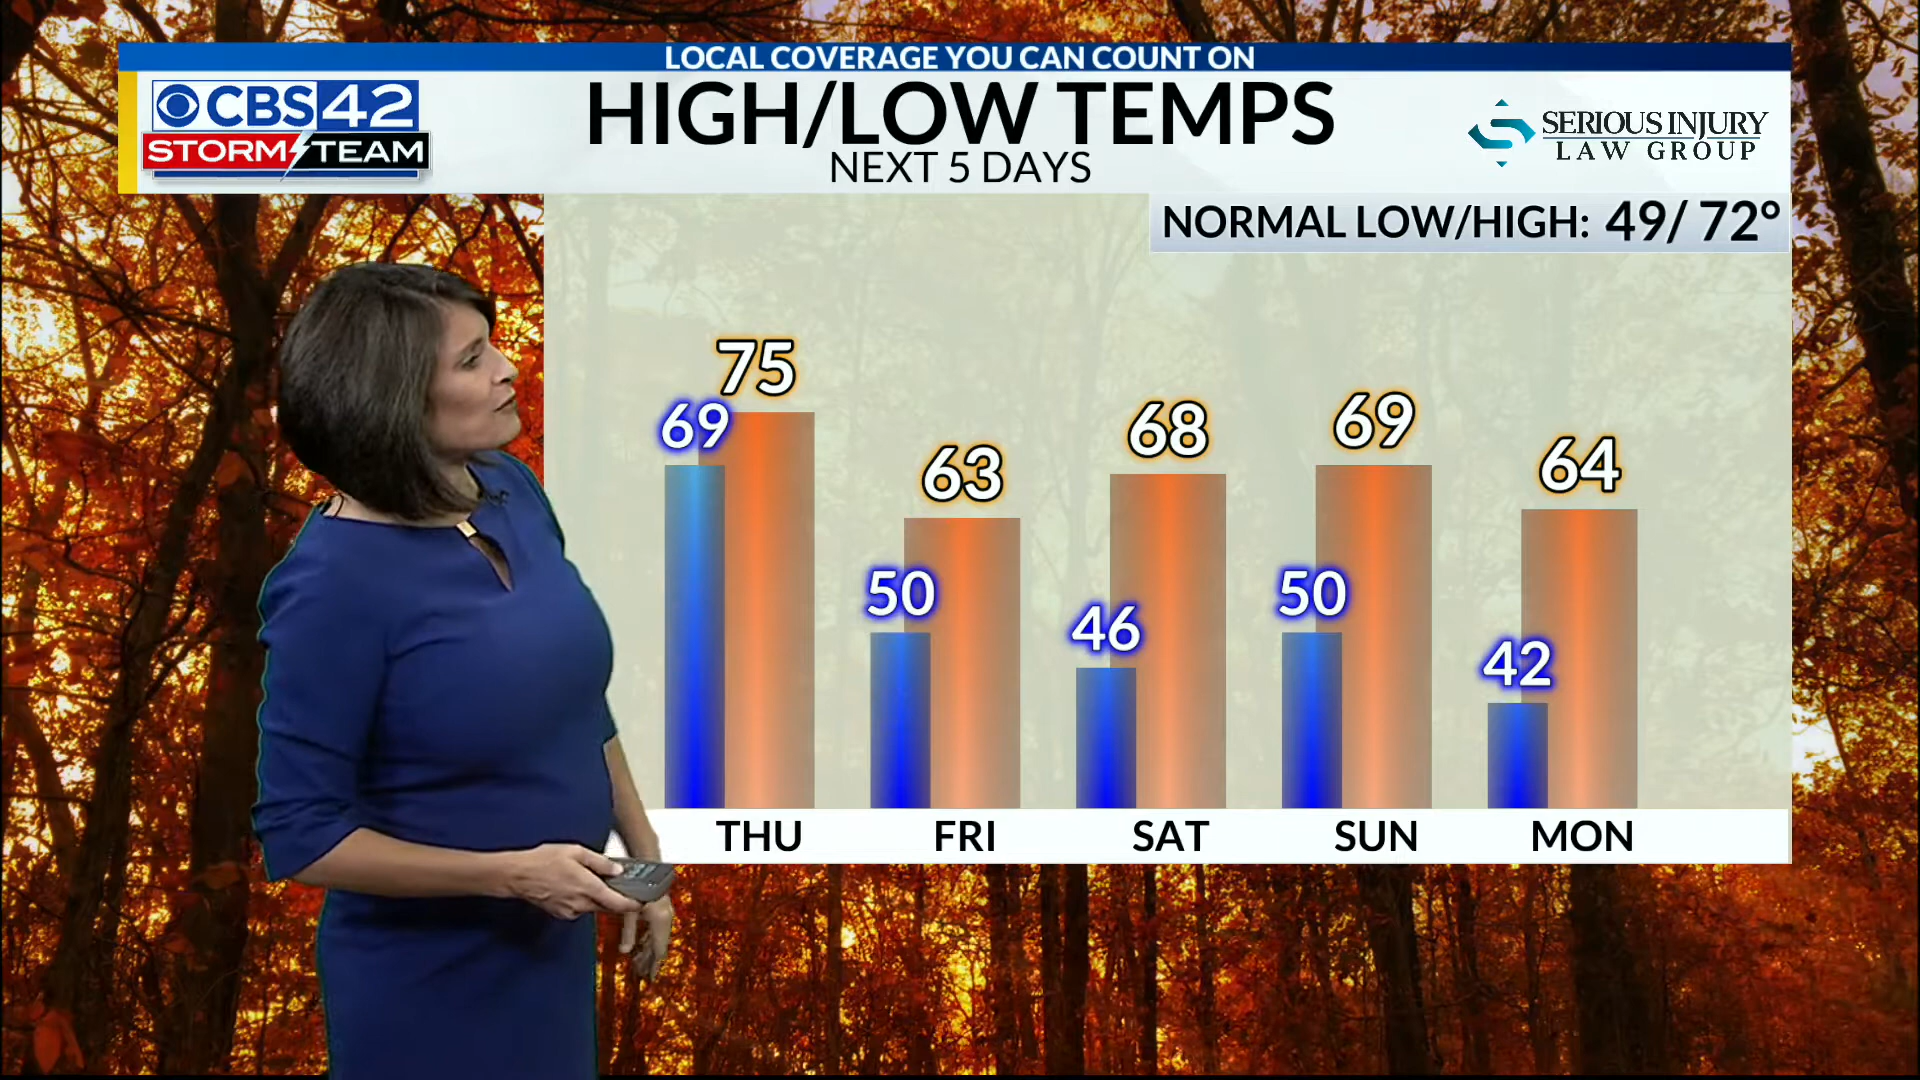 LOCAL COVERAGE YOU CAN COUNT ON
CBS 42
STORM TEAM
HIGH/LOW TEMPS
NEXT 5 DAYS
SERIOUS INJURY
LAW GROUP
NORMAL LOW/HIGH: 49/ 72°
69 75
50 63
46 68
50 69
42 64
THU FRI SAT SUN MON